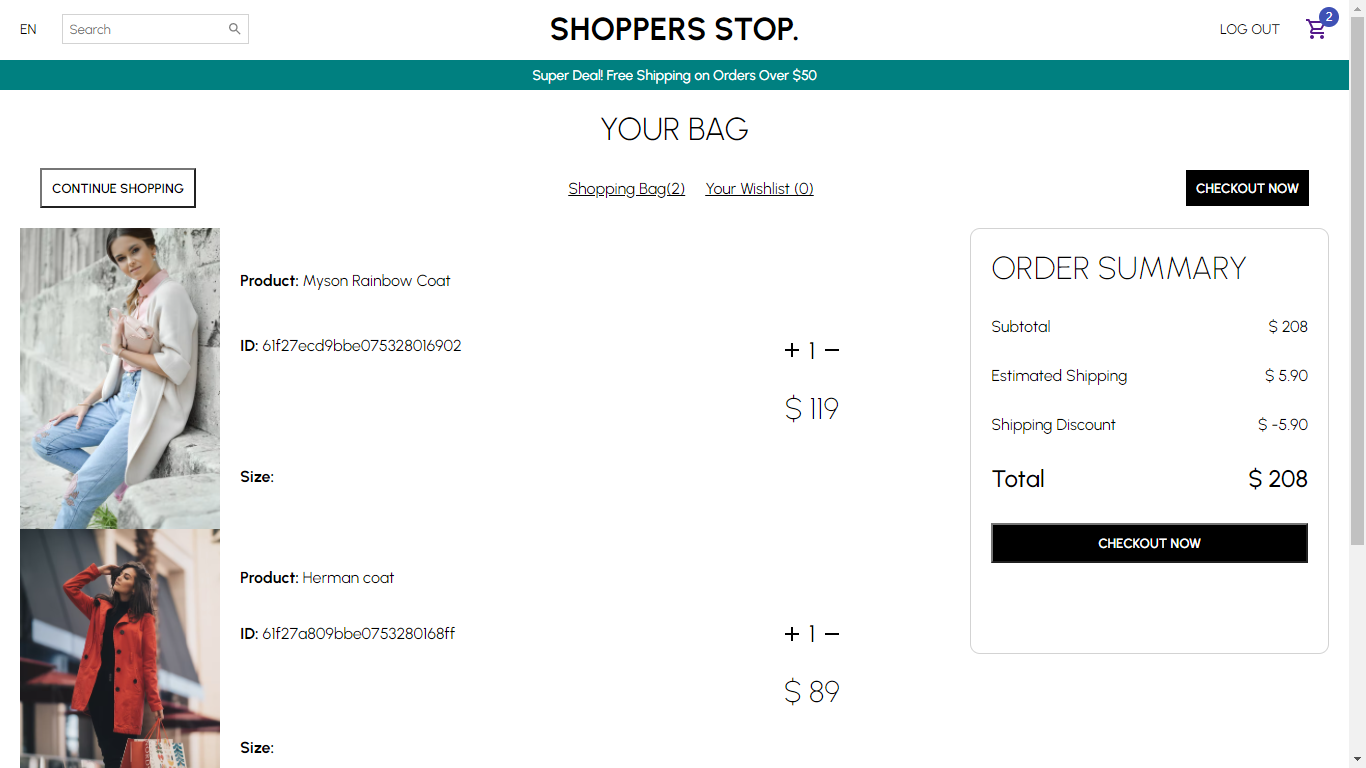 EN
Search
SHOPPERS STOP.
LOG OUT
2
Super Deal! Free Shipping on Orders Over $50
YOUR BAG
CONTINUE SHOPPING
Shopping Bag(2)
Your Wishlist (0)
CHECKOUT NOW
Product: Myson Rainbow Coat
ID: 61f27ecd9bbe075328016902
+ 1 −
$ 119
Size:
Product: Herman coat
ID: 61f27a809bbe0753280168ff
+ 1 −
$ 89
Size:
ORDER SUMMARY
Subtotal $ 208
Estimated Shipping $ 5.90
Shipping Discount $ -5.90
Total $ 208
CHECKOUT NOW